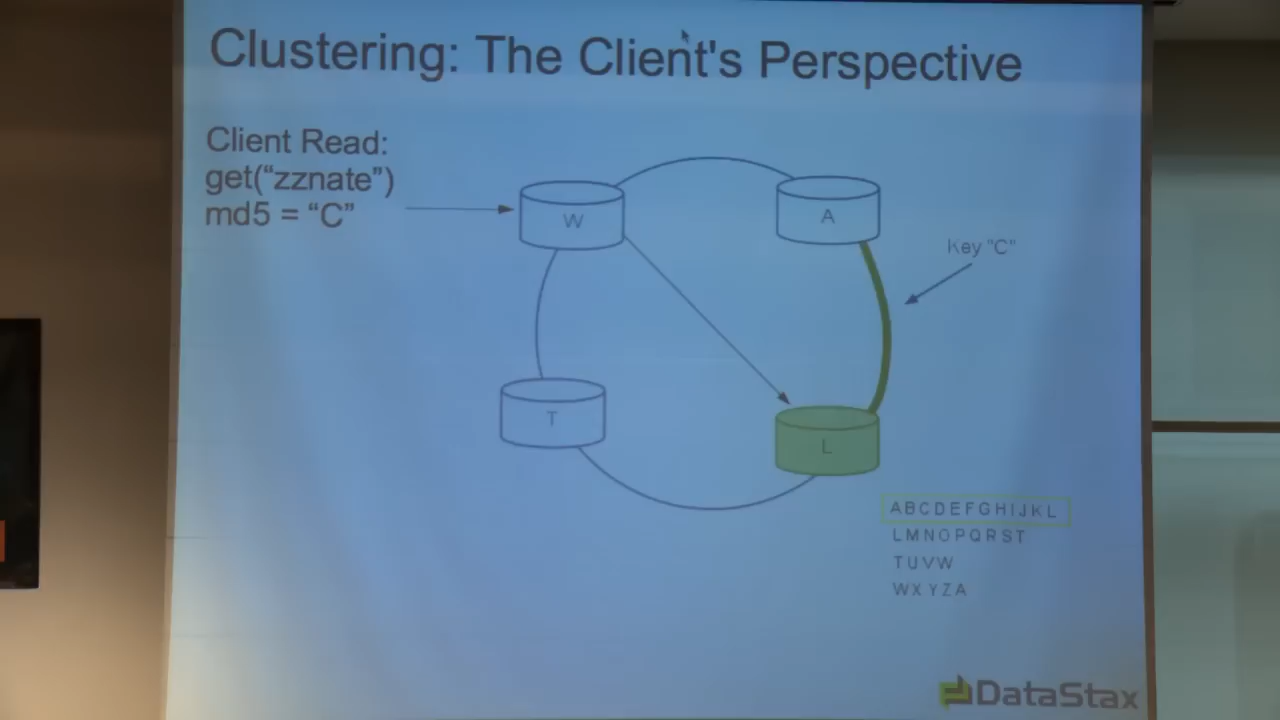 Clustering: The Client's Perspective
Client Read:
get(“zznate”)
md5 = “C”
W
A
Key "C"
T
L
A B C D E F G H I J K L
L M N O P Q R S T
T U V W
W X Y Z A
DataStax